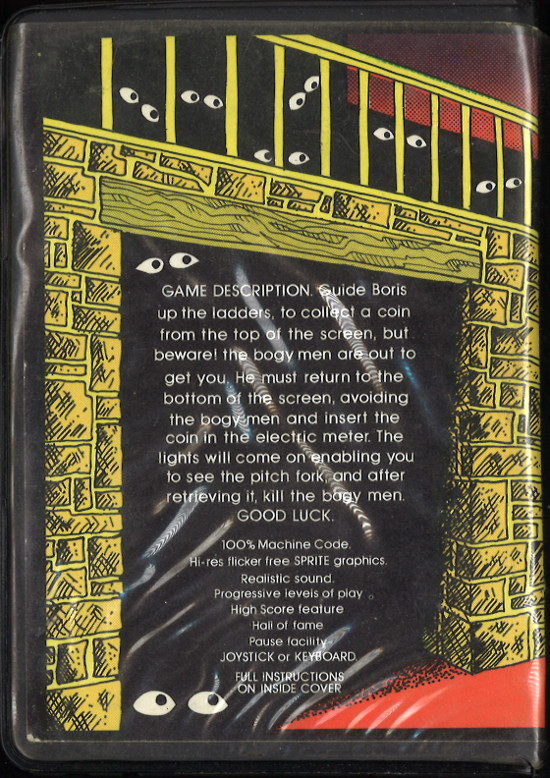 GAME DESCRIPTION. Guide Boris
up the ladders, to collect a coin
from the top of the screen, but
beware! the bogy men are out to
get you. He must return to the
bottom of the screen, avoiding
the bogy men and insert the
coin in the electric meter. The
lights will come on enabling you
to see the pitch fork, and after
retrieving it, kill the bogy men.
GOOD LUCK.
100% Machine Code.
Hi-res flicker free SPRITE graphics.
Realistic sound.
Progressive levels of play.
High Score feature
Hall of fame
Pause facility
JOYSTICK or KEYBOARD.
FULL INSTRUCTIONS
ON INSIDE COVER